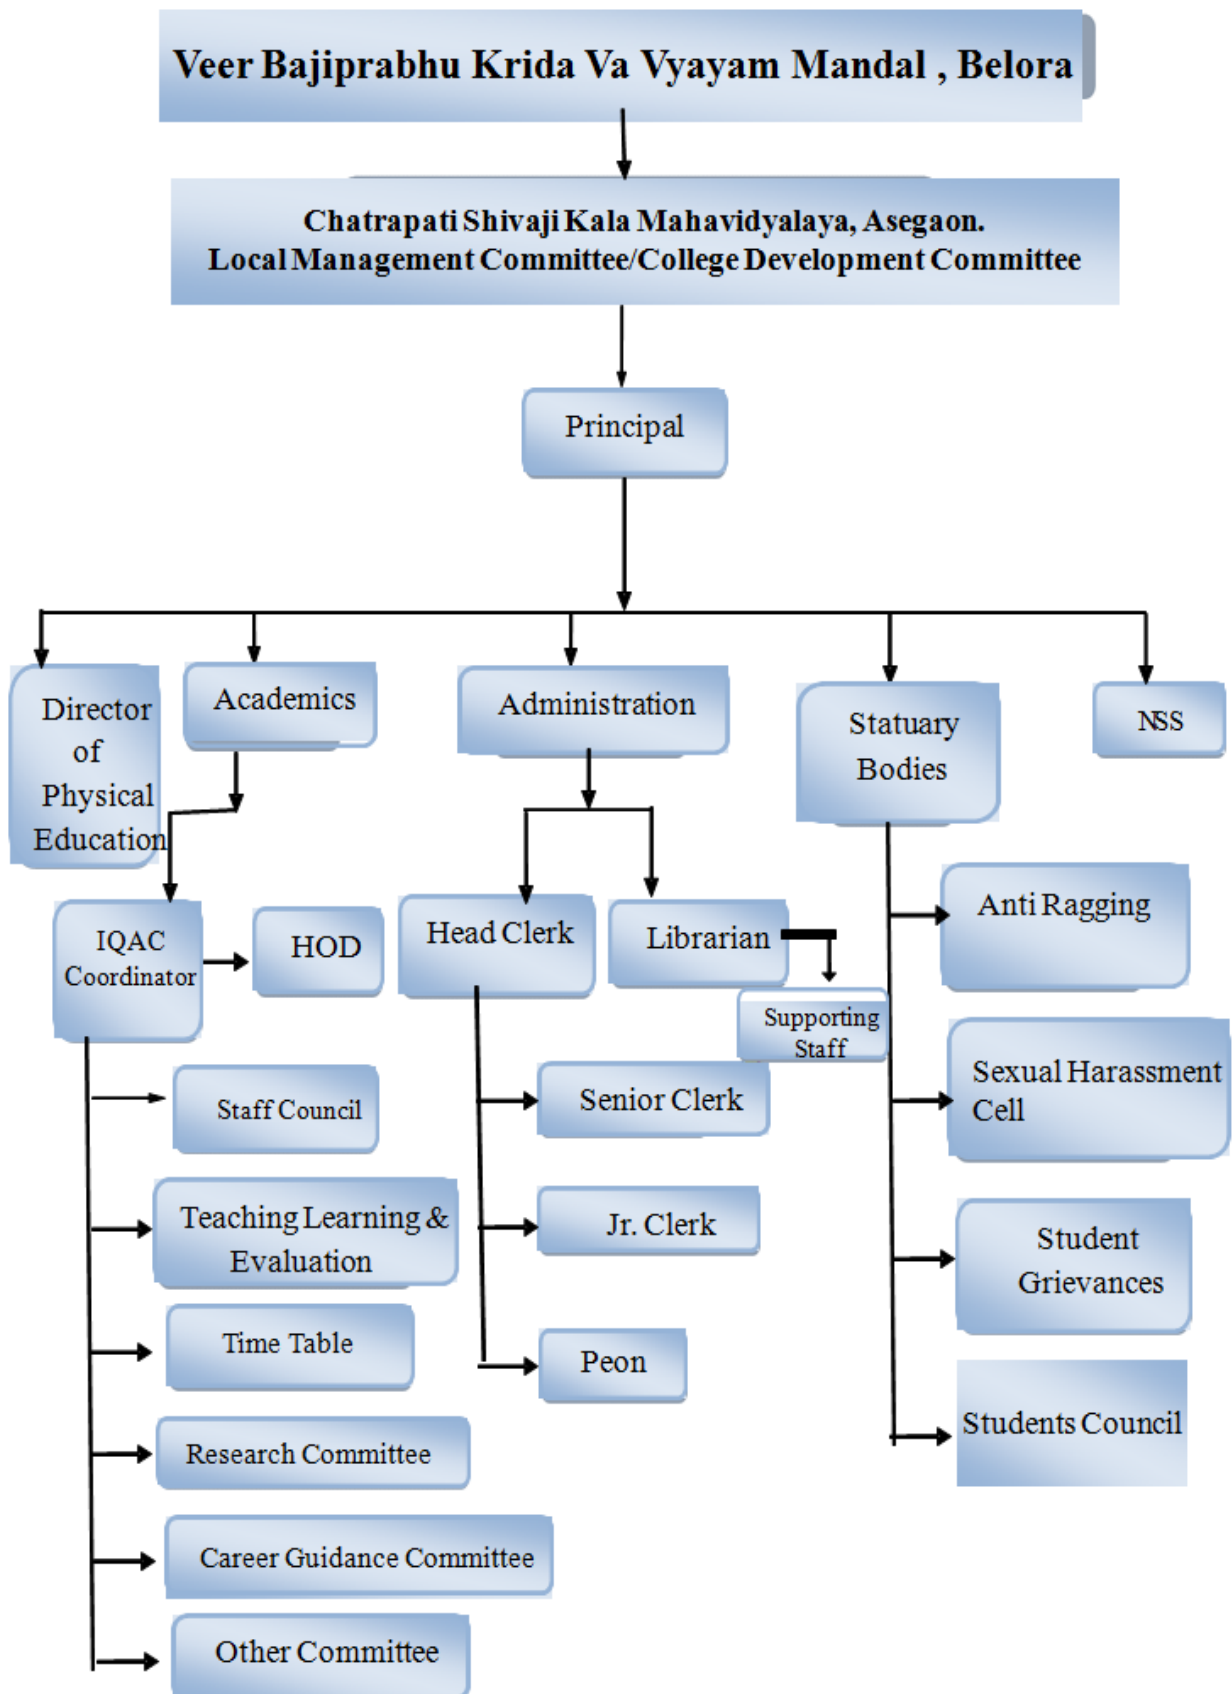 Veer Bajiprabhu Krida Va Vyayam Mandal , Belora
Chatrapati Shivaji Kala Mahavidyalaya, Asegaon.
Local Management Committee/College Development Committee
Principal
Director
of
Physical
Education
Academics
Administration
Statuary
Bodies
NSS
IQAC
Coordinator
HOD
Head Clerk
Librarian
Supporting
Staff
Anti Ragging
Sexual Harassment
Cell
Student
Grievances
Students Council
Staff Council
Teaching Learning &
Evaluation
Time Table
Research Committee
Career Guidance Committee
Other Committee
Senior Clerk
Jr. Clerk
Peon